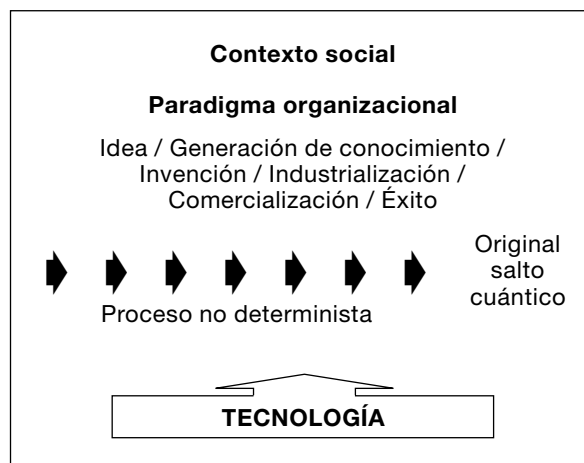 Contexto social
Paradigma organizacional
Idea / Generación de conocimiento /
Invención / Industrialización /
Comercialización / Éxito
Original
salto
cuántico
Proceso no determinista
TECNOLOGÍA